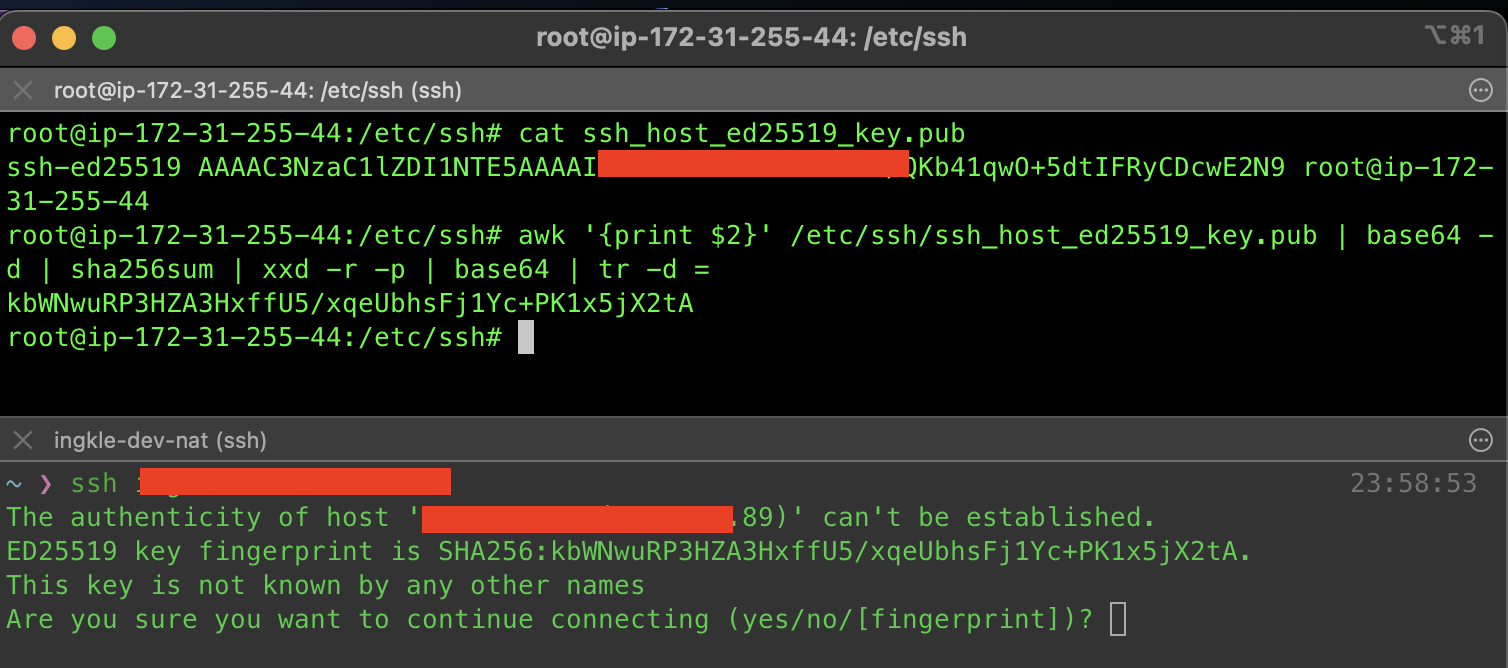 root@ip-172-31-255-44: /etc/ssh
⌥⌘1
root@ip-172-31-255-44: /etc/ssh (ssh)
root@ip-172-31-255-44:/etc/ssh# cat ssh_host_ed25519_key.pub
ssh-ed25519 AAAAC3NzaC1lZDI1NTE5AAAAI QKb41qwO+5dtIFRyCDcwE2N9 root@ip-172-
31-255-44
root@ip-172-31-255-44:/etc/ssh# awk '{print $2}' /etc/ssh/ssh_host_ed25519_key.pub | base64 -
d | sha256sum | xxd -r -p | base64 | tr -d =
kbWNwuRP3HZA3HxffU5/xqeUbhsFj1Yc+PK1x5jX2tA
root@ip-172-31-255-44:/etc/ssh#
ingkle-dev-nat (ssh)
~ ❯ ssh 23:58:53
The authenticity of host ' .89)' can't be established.
ED25519 key fingerprint is SHA256:kbWNwuRP3HZA3HxffU5/xqeUbhsFj1Yc+PK1x5jX2tA.
This key is not known by any other names
Are you sure you want to continue connecting (yes/no/[fingerprint])?